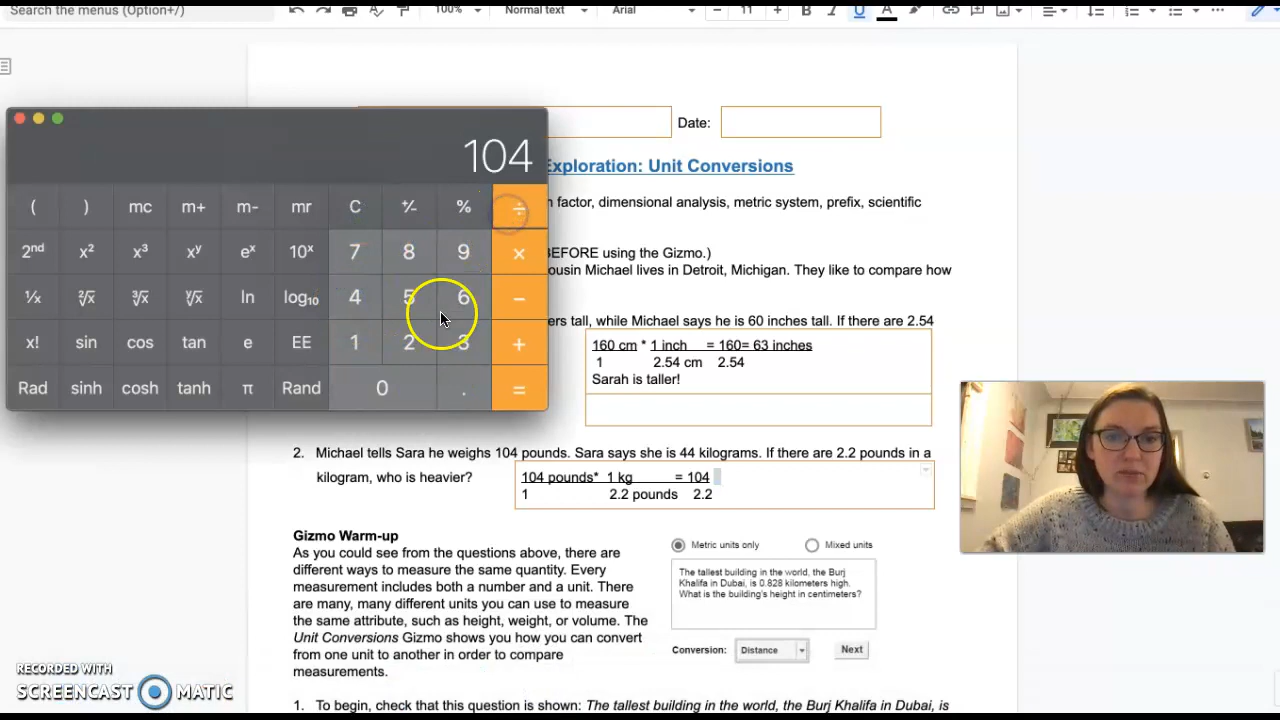 Search the menus (Option+/)
100%
Normal text
Arial
11
B I U A
Date:
104
( ) mc m+ m- mr C +/- % ÷
2nd x² x³ xʸ eˣ 10ˣ 7 8 9 ×
¹/x ²√x ³√x ʸ√x ln log₁₀ 4 5 6 −
x! sin cos tan e EE 1 2 3 +
Rad sinh cosh tanh π Rand 0 . =
Exploration: Unit Conversions
factor, dimensional analysis, metric system, prefix, scientific
BEFORE using the Gizmo.)
ousin Michael lives in Detroit, Michigan. They like to compare how
ers tall, while Michael says he is 60 inches tall. If there are 2.54
160 cm * 1 inch = 160= 63 inches
1 2.54 cm 2.54
Sarah is taller!
2. Michael tells Sara he weighs 104 pounds. Sara says she is 44 kilograms. If there are 2.2 pounds in a
kilogram, who is heavier?
104 pounds* 1 kg = 104
1 2.2 pounds 2.2
Gizmo Warm-up
As you could see from the questions above, there are
different ways to measure the same quantity. Every
measurement includes both a number and a unit. There
are many, many different units you can use to measure
the same attribute, such as height, weight, or volume. The
Unit Conversions Gizmo shows you how you can convert
from one unit to another in order to compare
measurements.
Metric units only Mixed units
The tallest building in the world, the Burj
Khalifa in Dubai, is 0.828 kilometers high.
What is the building's height in centimeters?
Conversion: Distance Next
1. To begin, check that this question is shown: The tallest building in the world, the Burj Khalifa in Dubai, is
RECORDED WITH
SCREENCAST MATIC